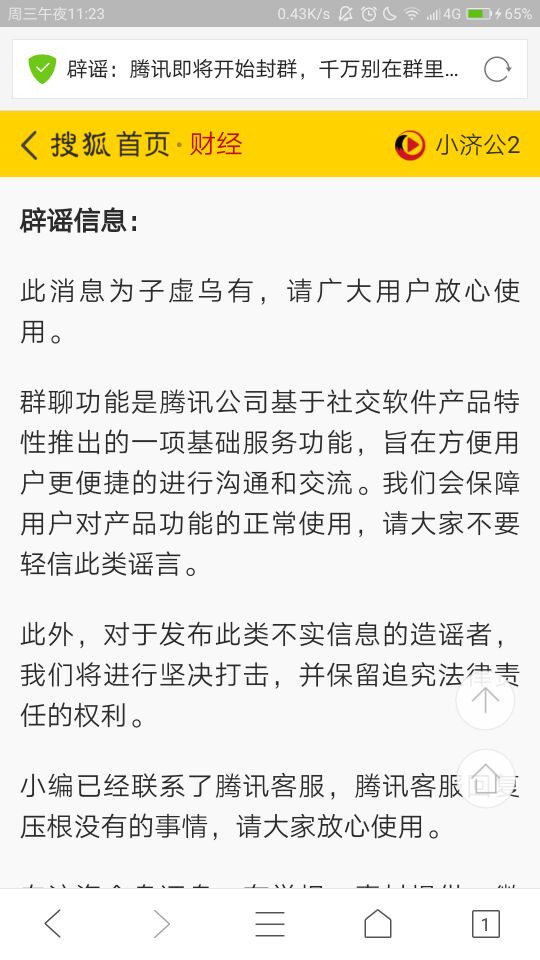 周三午夜11:23 0.43K/s 4G 65%
辟谣：腾讯即将开始封群，千万别在群里...
搜狐首页·财经 小济公2
辟谣信息：
此消息为子虚乌有，请广大用户放心使
用。
群聊功能是腾讯公司基于社交软件产品特
性推出的一项基础服务功能，旨在方便用
户更便捷的进行沟通和交流。我们会保障
用户对产品功能的正常使用，请大家不要
轻信此类谣言。
此外，对于发布此类不实信息的造谣者，
我们将进行坚决打击，并保留追究法律责
任的权利。
小编已经联系了腾讯客服，腾讯客服回复
压根没有的事情，请大家放心使用。
1